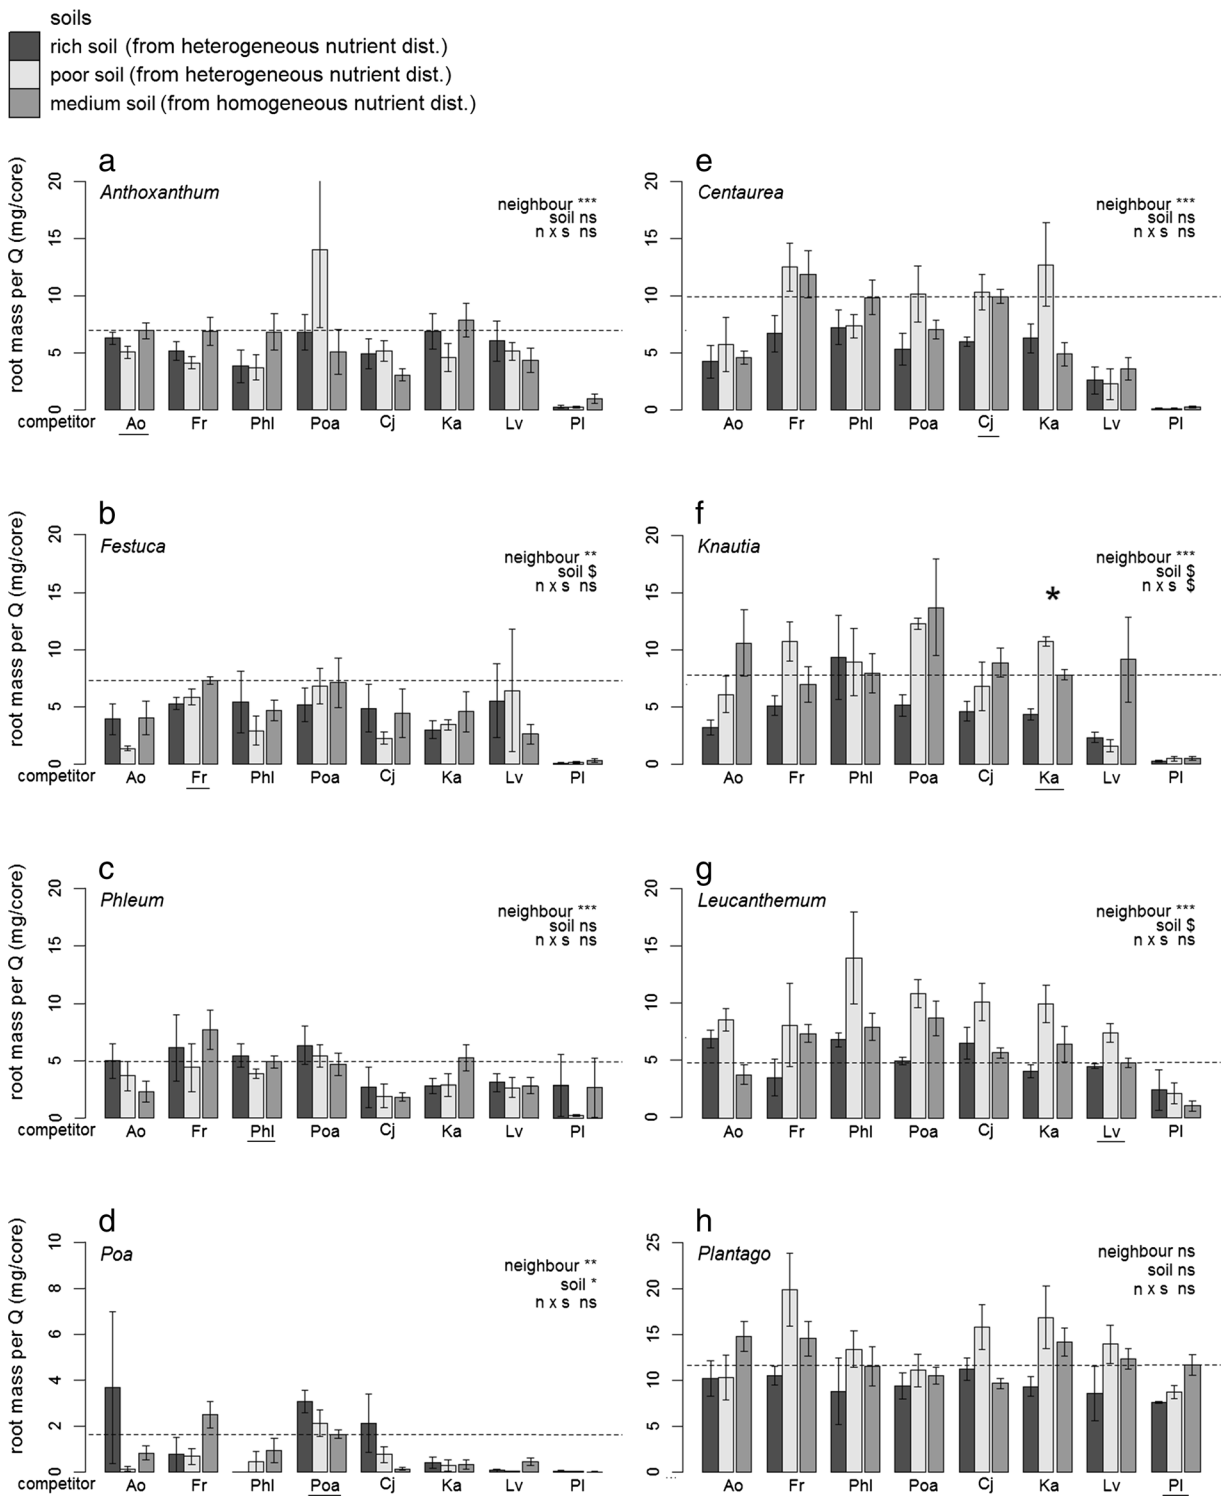 soils
rich soil (from heterogeneous nutrient dist.)
poor soil (from heterogeneous nutrient dist.)
medium soil (from homogeneous nutrient dist.)
a
Anthoxanthum
neighbour ***
soil ns
n x s ns
root mass per Q (mg/core)
20
15
10
5
0
competitor
Ao
Fr
Phl
Poa
Cj
Ka
Lv
Pl
e
Centaurea
neighbour ***
soil ns
n x s ns
20
15
10
5
0
Ao
Fr
Phl
Poa
Cj
Ka
Lv
Pl
b
Festuca
neighbour **
soil $
n x s ns
root mass per Q (mg/core)
20
15
10
5
0
competitor
Ao
Fr
Phl
Poa
Cj
Ka
Lv
Pl
f
Knautia
neighbour ***
soil $
n x s $
*
20
15
10
5
0
Ao
Fr
Phl
Poa
Cj
Ka
Lv
Pl
c
Phleum
neighbour ***
soil ns
n x s ns
root mass per Q (mg/core)
20
15
10
5
0
competitor
Ao
Fr
Phl
Poa
Cj
Ka
Lv
Pl
g
Leucanthemum
neighbour ***
soil $
n x s ns
20
15
10
5
0
Ao
Fr
Phl
Poa
Cj
Ka
Lv
Pl
d
Poa
neighbour **
soil *
n x s ns
root mass per Q (mg/core)
10
8
6
4
2
0
competitor
Ao
Fr
Phl
Poa
Cj
Ka
Lv
Pl
h
Plantago
neighbour ns
soil ns
n x s ns
25
20
15
10
5
0
Ao
Fr
Phl
Poa
Cj
Ka
Lv
Pl